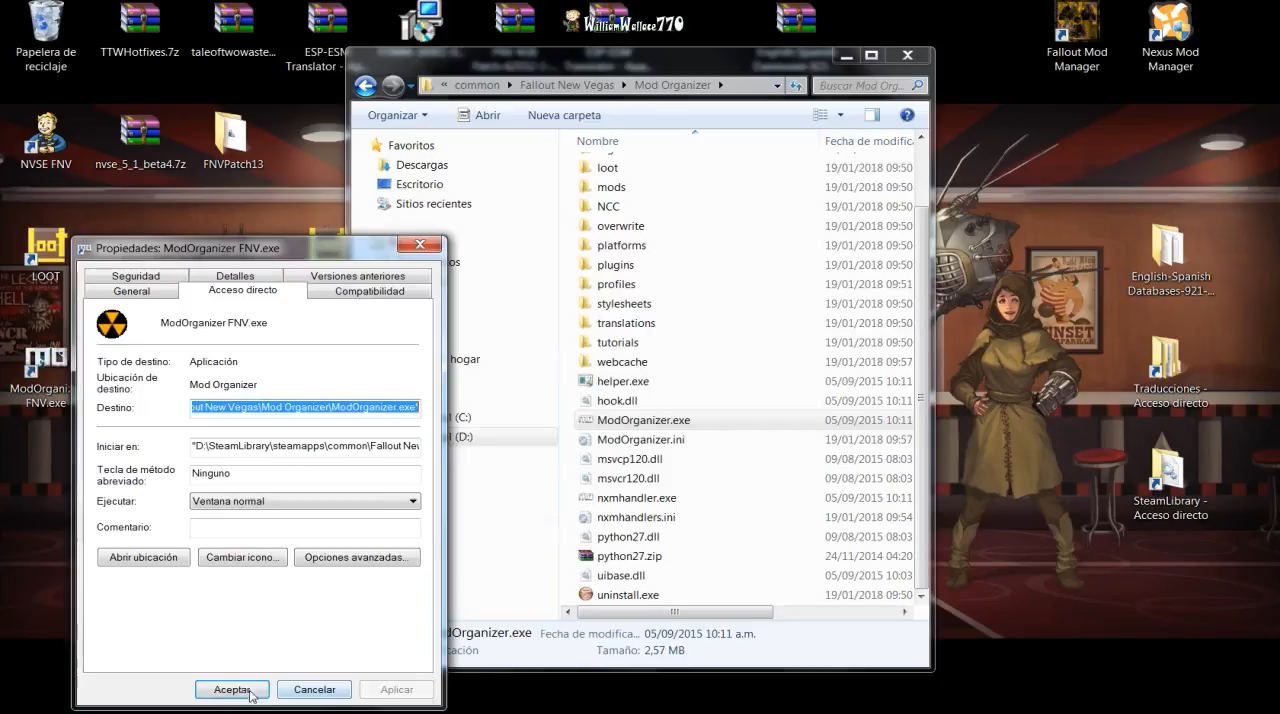 WilliamWallace770
Papelera de
reciclaje
TTWHotfixes.7z
taleoftwowaste...
ESP-ESM
Translator -
Fallout Mod
Manager
Nexus Mod
Manager
NVSE FNV
nvse_5_1_beta4.7z
FNVPatch13
loot
LOOT
ModOrgani
FNV.exe
English-Spanish
Databases-921-...
Traducciones -
Acceso directo
SteamLibrary -
Acceso directo
SUNSET
« common Fallout New Vegas Mod Organizer
Buscar Mod Org...
Organizar Abrir Nueva carpeta
Favoritos
Descargas
Escritorio
Sitios recientes
os
hogar
l (C:)
l (D:)
Nombre Fecha de modific
loot 19/01/2018 09:50
mods 19/01/2018 09:50
NCC 19/01/2018 09:50
overwrite 19/01/2018 09:50
platforms 19/01/2018 09:50
plugins 19/01/2018 09:50
profiles 19/01/2018 09:51
stylesheets 19/01/2018 09:50
translations 19/01/2018 09:50
tutorials 19/01/2018 09:50
webcache 19/01/2018 09:57
helper.exe 05/09/2015 10:11
hook.dll 05/09/2015 10:11
ModOrganizer.exe 05/09/2015 10:11
ModOrganizer.ini 19/01/2018 09:57
msvcp120.dll 09/08/2015 08:03
msvcr120.dll 09/08/2015 08:03
nxmhandler.exe 05/09/2015 10:11
nxmhandlers.ini 19/01/2018 09:54
python27.dll 09/08/2015 08:03
python27.zip 24/11/2014 04:20
uibase.dll 05/09/2015 10:03
uninstall.exe 19/01/2018 09:50
dOrganizer.exe Fecha de modifica... 05/09/2015 10:11 a.m.
cación Tamaño: 2,57 MB
Propiedades: ModOrganizer FNV.exe
Seguridad Detalles Versiones anteriores
General Acceso directo Compatibilidad
ModOrganizer FNV.exe
Tipo de destino: Aplicación
Ubicación de
destino:
Mod Organizer
Destino: out New Vegas\Mod Organizer\ModOrganizer.exe"
Iniciar en: "D:\SteamLibrary\steamapps\common\Fallout New
Tecla de método
abreviado:
Ninguno
Ejecutar: Ventana normal
Comentario:
Abrir ubicación Cambiar icono... Opciones avanzadas...
Aceptar Cancelar Aplicar